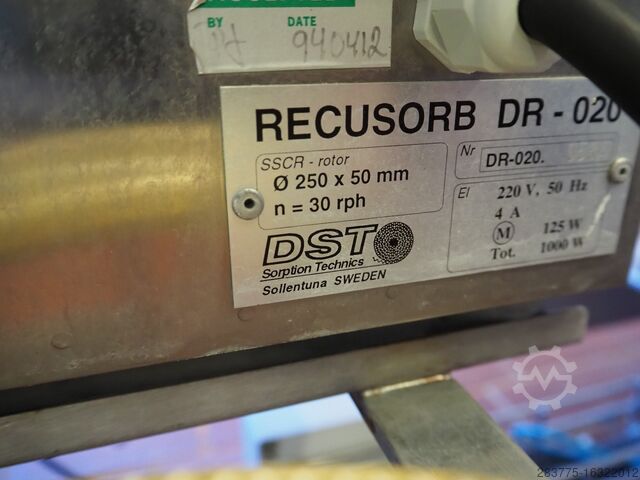 BY DATE
940412
RECUSORB DR - 020
SSCR - rotor
Ø 250 x 50 mm
n = 30 rph
Nr DR-020.
El 220 V, 50 Hz
4 A
M 125 W
Tot. 1000 W
DST
Sorption Technics
Sollentuna SWEDEN
283775-16322012